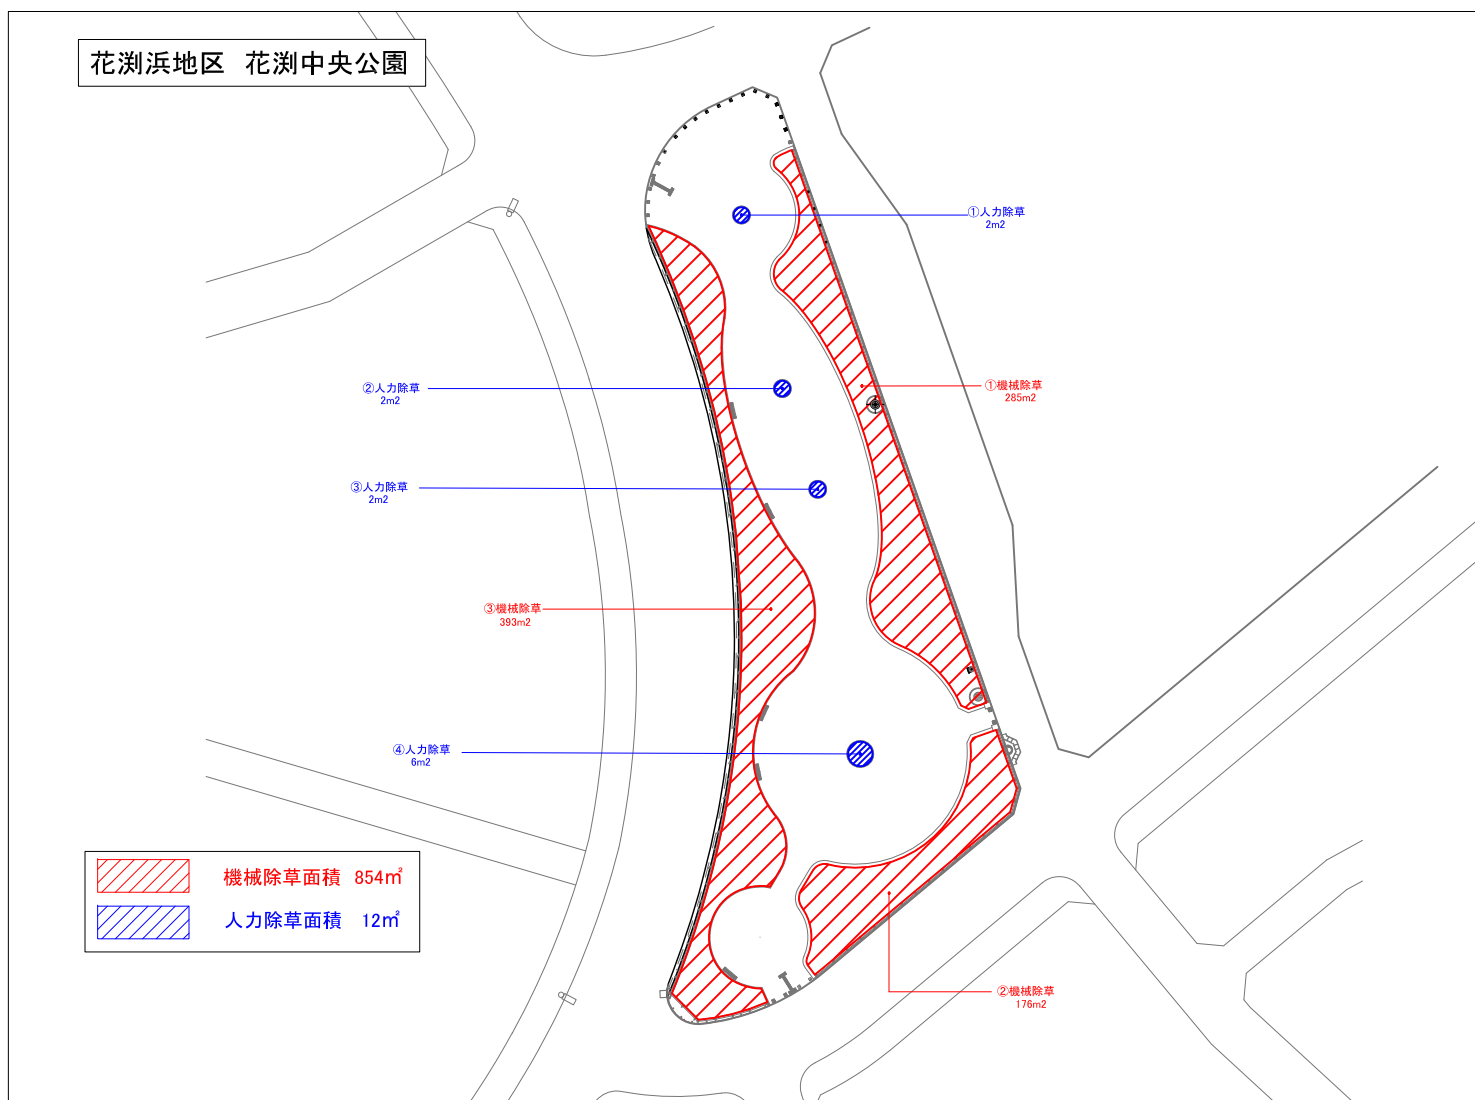 花渕浜地区 花渕中央公園
①人力除草
2m2
②人力除草
2m2
①機械除草
285m2
③人力除草
2m2
③機械除草
393m2
④人力除草
6m2
機械除草面積 854㎡
人力除草面積 12㎡
②機械除草
176m2